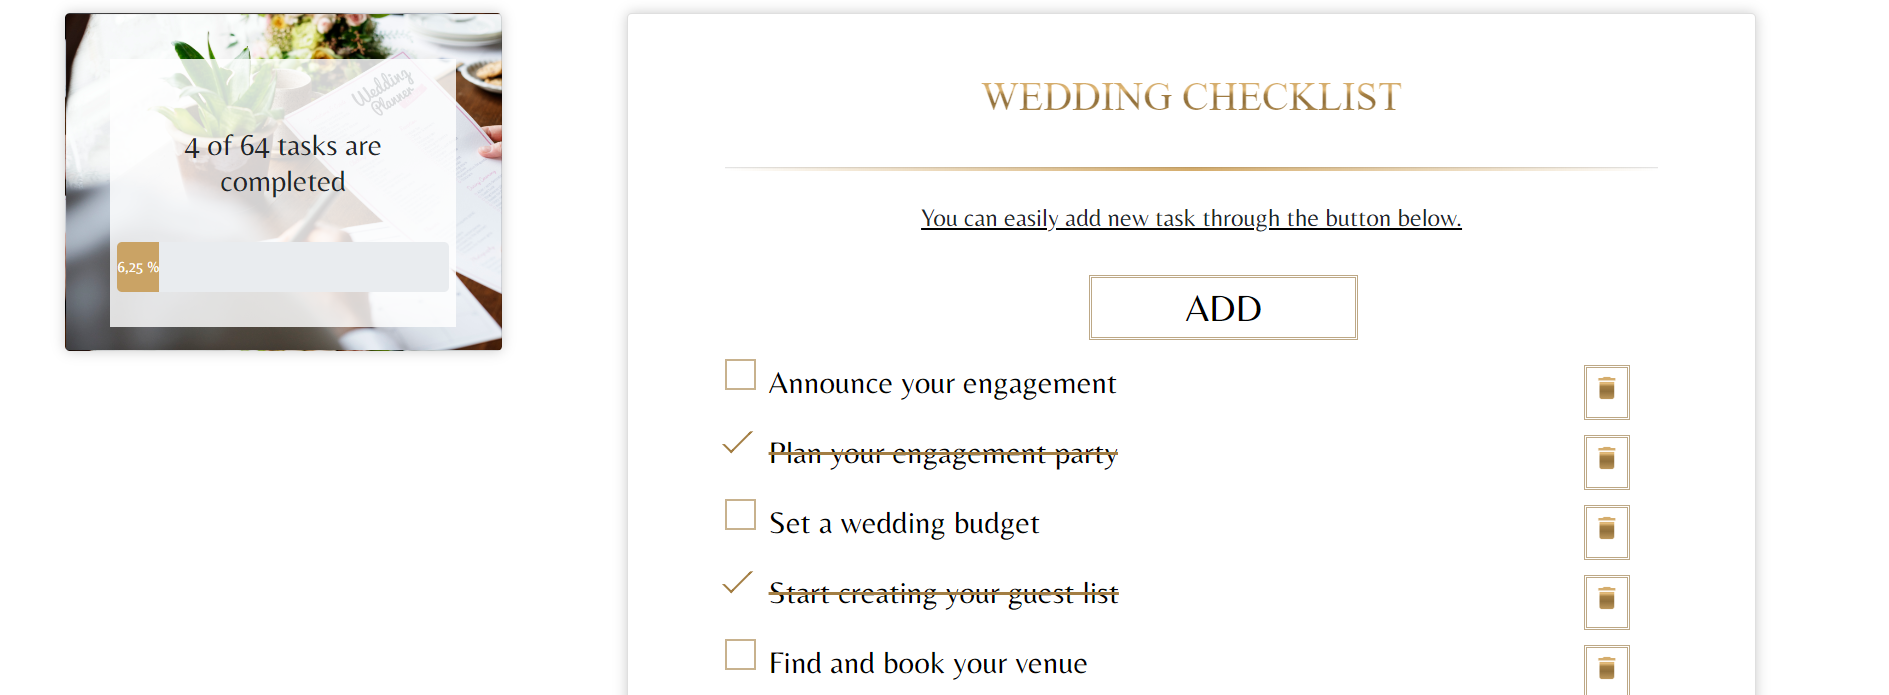 Wedding
Planner
4 of 64 tasks are
completed
6,25 %
WEDDING CHECKLIST
You can easily add new task through the button below.
ADD
Announce your engagement
Plan your engagement party
Set a wedding budget
Start creating your guest list
Find and book your venue